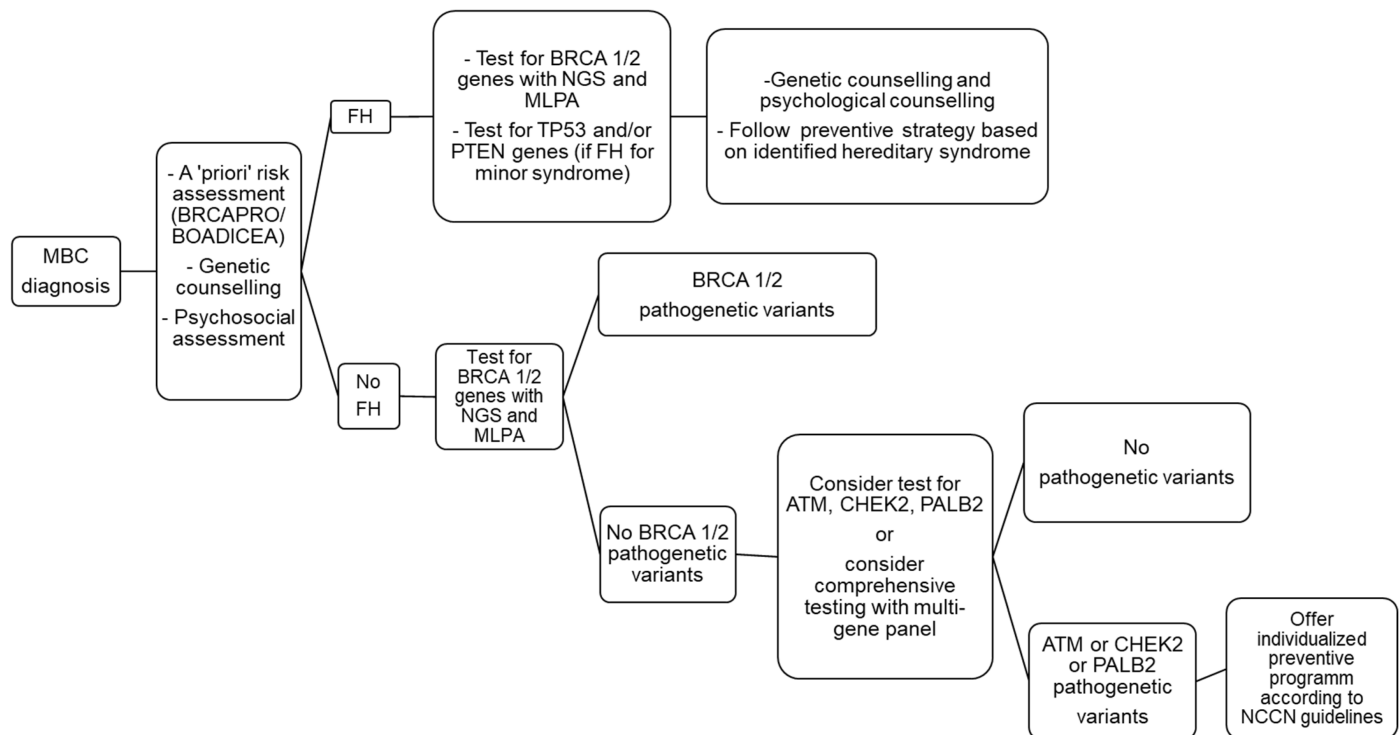 MBC
diagnosis
- A 'priori' risk
assessment
(BRCAPRO/
BOADICEA)
- Genetic
counselling
- Psychosocial
assessment
FH
- Test for BRCA 1/2
genes with NGS and
MLPA
- Test for TP53 and/or
PTEN genes (if FH for
minor syndrome)
-Genetic counselling and
psychological counselling
- Follow preventive strategy based
on identified hereditary syndrome
No
FH
Test for
BRCA 1/2
genes with
NGS and
MLPA
BRCA 1/2
pathogenetic variants
No BRCA 1/2
pathogenetic
variants
Consider test for
ATM, CHEK2, PALB2
or
consider
comprehensive
testing with multi-
gene panel
No
pathogenetic variants
ATM or CHEK2
or PALB2
pathogenetic
variants
Offer
individualized
preventive
programm
according to
NCCN guidelines